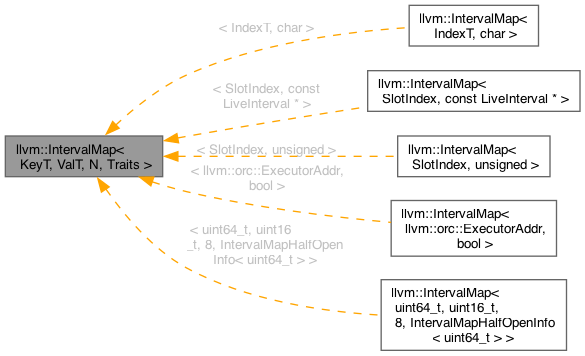 llvm::IntervalMap<
IndexT, char >
< IndexT, char >
llvm::IntervalMap<
SlotIndex, const LiveInterval * >
< SlotIndex, const
LiveInterval * >
llvm::IntervalMap<
KeyT, ValT, N, Traits >
< SlotIndex, unsigned >
llvm::IntervalMap<
SlotIndex, unsigned >
< llvm::orc::ExecutorAddr,
bool >
llvm::IntervalMap<
llvm::orc::ExecutorAddr,
bool >
< uint64_t, uint16
_t, 8, IntervalMapHalfOpen
Info< uint64_t > >
llvm::IntervalMap<
uint64_t, uint16_t,
8, IntervalMapHalfOpenInfo
< uint64_t > >